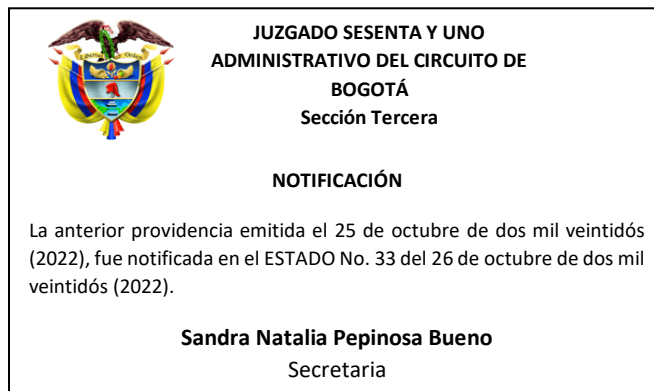 JUZGADO SESENTA Y UNO
ADMINISTRATIVO DEL CIRCUITO DE
BOGOTÁ
Sección Tercera
NOTIFICACIÓN
La anterior providencia emitida el 25 de octubre de dos mil veintidós
(2022), fue notificada en el ESTADO No. 33 del 26 de octubre de dos mil
veintidós (2022).
Sandra Natalia Pepinosa Bueno
Secretaria